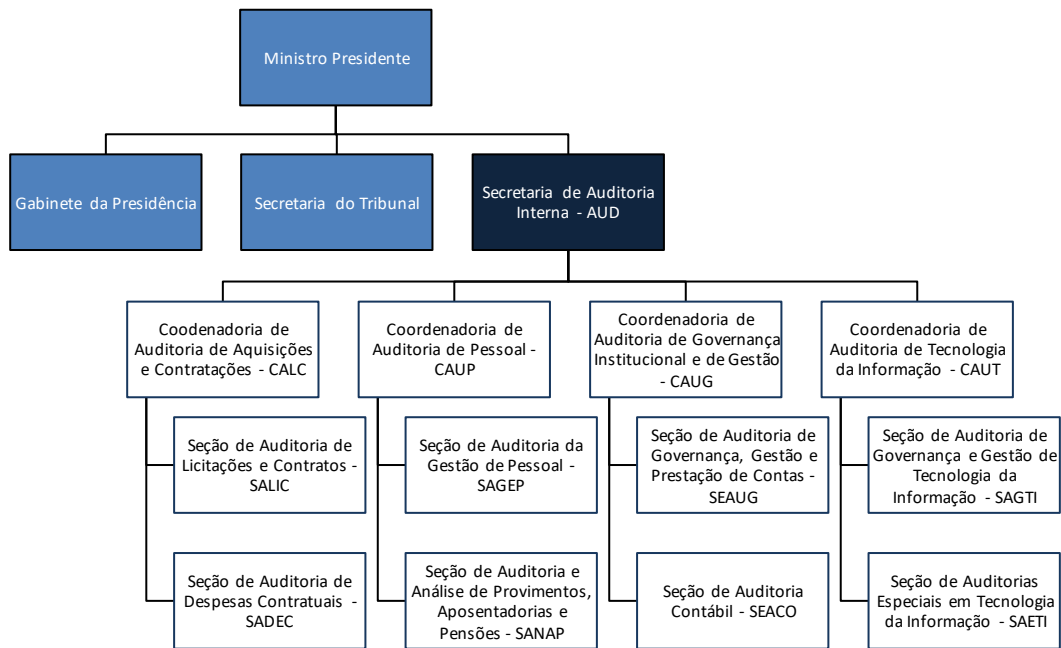 Ministro Presidente
Gabinete da Presidência
Secretaria do Tribunal
Secretaria de Auditoria
Interna - AUD
Coodenadoria de
Auditoria de Aquisições
e Contratações - CALC
Coordenadoria de
Auditoria de Pessoal -
CAUP
Coordenadoria de
Auditoria de Governança
Institucional e de Gestão
- CAUG
Coordenadoria de
Auditoria de Tecnologia
da Informação - CAUT
Seção de Auditoria de
Licitações e Contratos -
SALIC
Seção de Auditoria da
Gestão de Pessoal -
SAGEP
Seção de Auditoria de
Governança, Gestão e
Prestação de Contas -
SEAUG
Seção de Auditoria de
Governança e Gestão de
Tecnologia da
Informação - SAGTI
Seção de Auditoria de
Despesas Contratuais -
SADEC
Seção de Auditoria e
Análise de Provimentos,
Aposentadorias e
Pensões - SANAP
Seção de Auditoria
Contábil - SEACO
Seção de Auditorias
Especiais em Tecnologia
da Informação - SAETI